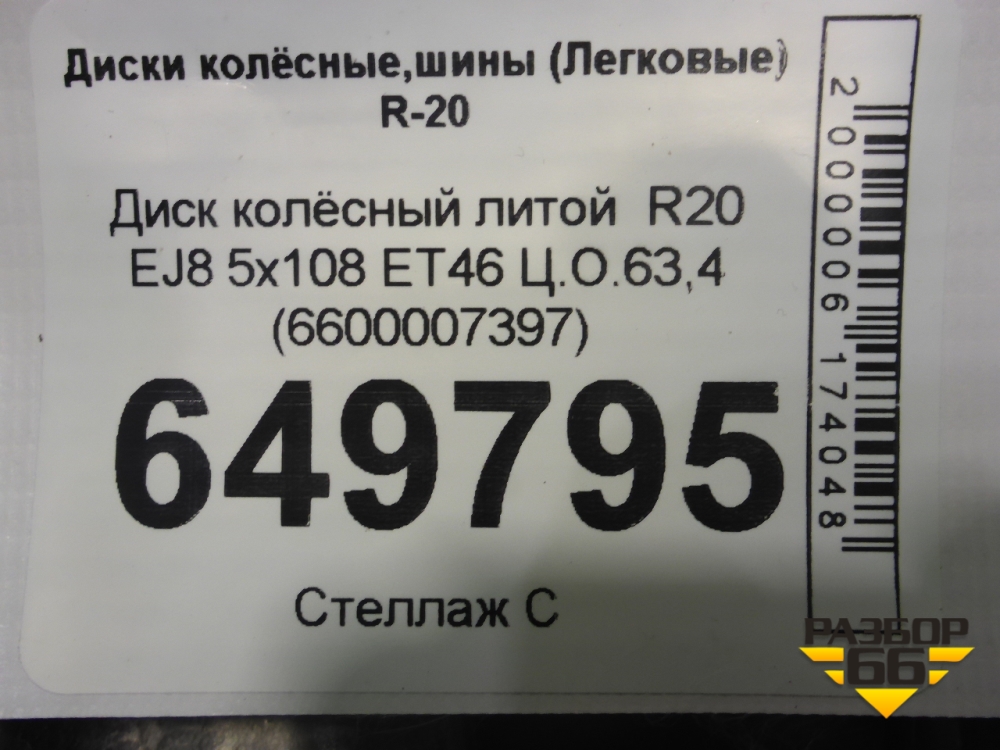 Диски колёсные,шины (Легковые)
R-20
Диск колёсный литой R20
EJ8 5x108 ET46 Ц.О.63,4
(6600007397)
649795
Стеллаж С
2000006174048
РАЗБОР
66